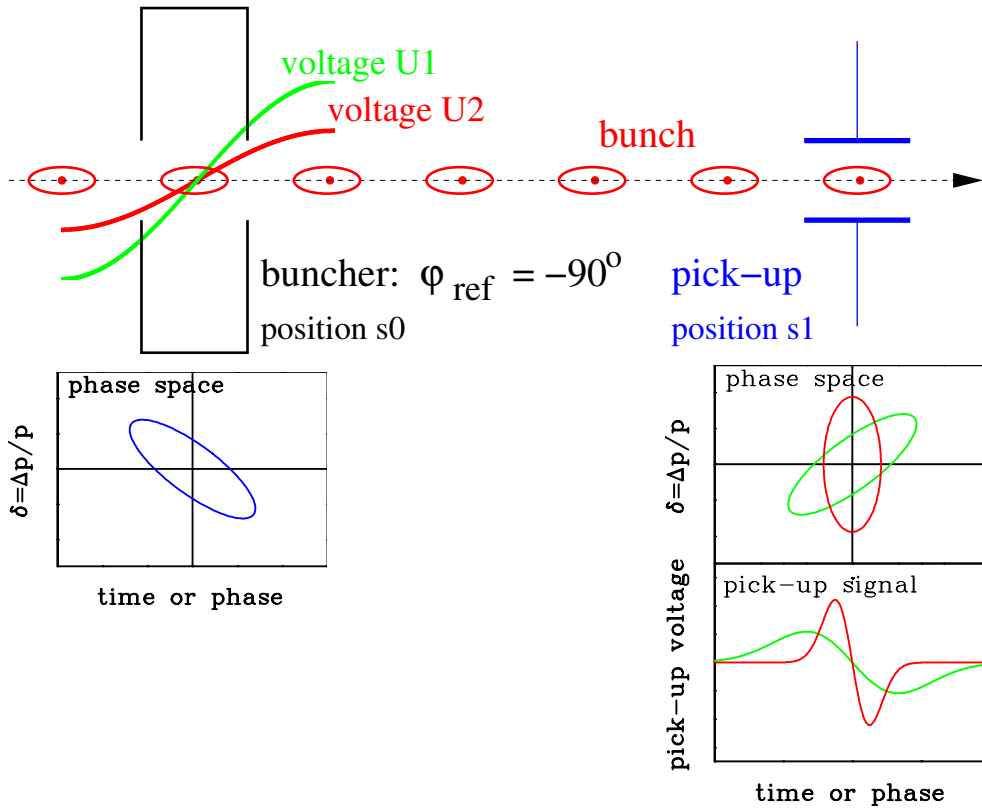 voltage U1
voltage U2
bunch
buncher: φ ref = −90o
pick−up
position s0
position s1
phase space
δ=Δp/p
time or phase
phase space
δ=Δp/p
pick−up signal
pick−up voltage
time or phase